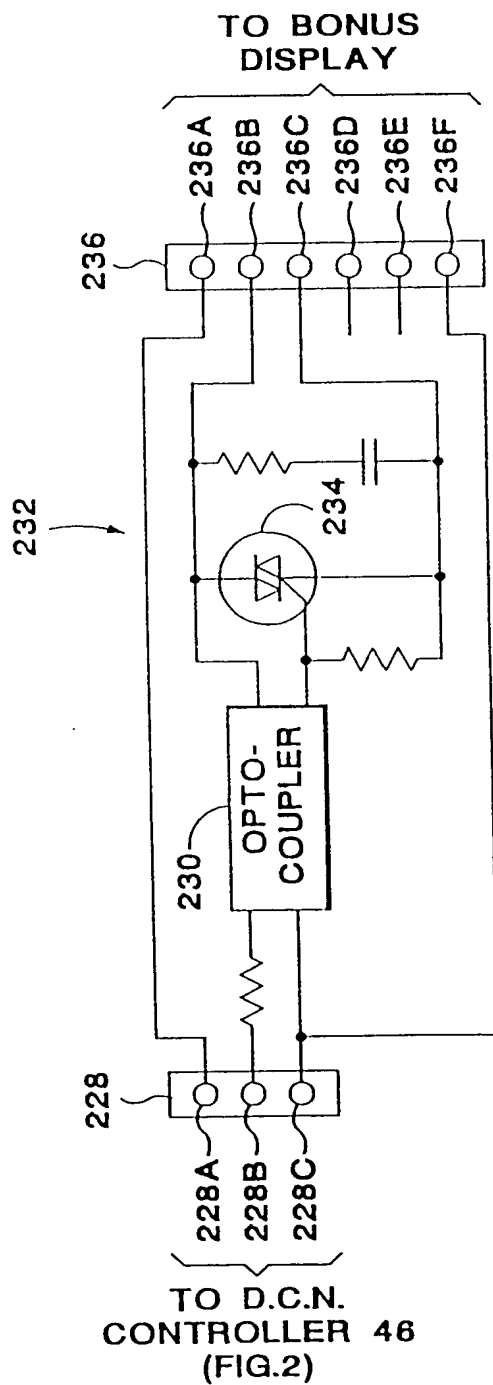 TO BONUS
DISPLAY
236
236A
236B
236C
236D
236E
236F
232
234
230
OPTO-
COUPLER
228
228A
228B
228C
TO D.C.N.
CONTROLLER 46
(FIG.2)